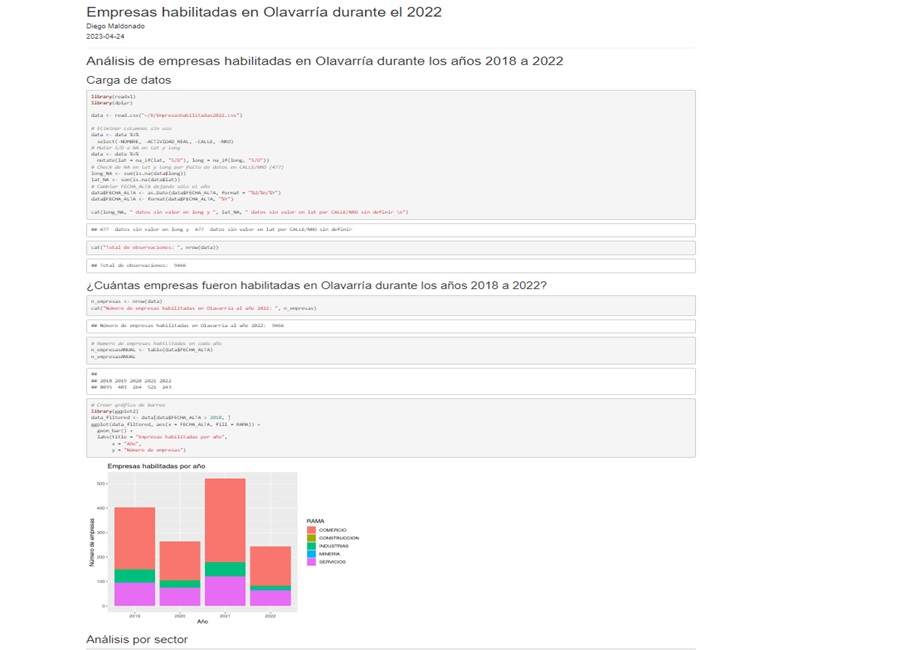 Empresas habilitadas en Olavarría durante el 2022
Diego Maldonado
2023-04-24
Análisis de empresas habilitadas en Olavarría durante los años 2018 a 2022
Carga de datos
library(readxl)
library(dplyr)
data <- read.csv("~/R/Empresashabilitadas2022.csv")
# Eliminar columnas sin uso
data <- data %>%
select(-NOMBRE, -ACTIVIDAD_REAL, -CALLE, -NRO)
# Mutar S/D a NA en lat y long
data <- data %>%
mutate(lat = na_if(lat, "S/D"), long = na_if(long, "S/D"))
# Check de NA en lat y long por falta de datos en CALLE/NRO (477)
long_NA <- sum(is.na(data$long))
lat_NA <- sum(is.na(data$lat))
# Cambiar FECHA_ALTA dejando sólo el año
data$FECHA_ALTA <- as.Date(data$FECHA_ALTA, format = "%d/%m/%Y")
data$FECHA_ALTA <- format(data$FECHA_ALTA, "%Y")
cat(long_NA, " datos sin valor en long y ", lat_NA, " datos sin valor en lat por CALLE/NRO sin definir \n")
## 477 datos sin valor en long y 477 datos sin valor en lat por CALLE/NRO sin definir
cat("Total de observaciones: ", nrow(data))
## Total de observaciones: 9466
¿Cuántas empresas fueron habilitadas en Olavarría durante los años 2018 a 2022?
n_empresas <- nrow(data)
cat("Número de empresas habilitadas en Olavarría al año 2022: ", n_empresas)
## Número de empresas habilitadas en Olavarría al año 2022: 9466
# Numero de empresas habilitadas en cada año
n_empresasANUAL <- table(data$FECHA_ALTA)
n_empresasANUAL
##
## 2018 2019 2020 2021 2022
## 8035 403 264 521 243
# Crear gráfico de barras
library(ggplot2)
data_filtered <- data[data$FECHA_ALTA > 2018, ]
ggplot(data_filtered, aes(x = FECHA_ALTA, fill = RAMA)) +
geom_bar() +
labs(title = "Empresas habilitadas por año",
x = "Año",
y = "Número de empresas")
Empresas habilitadas por año
500
400
300
200
100
0
Número de empresas
2019 2020 2021 2022
Año
RAMA
COMERCIO
CONSTRUCCION
INDUSTRIAS
MINERIA
SERVICIOS
Análisis por sector